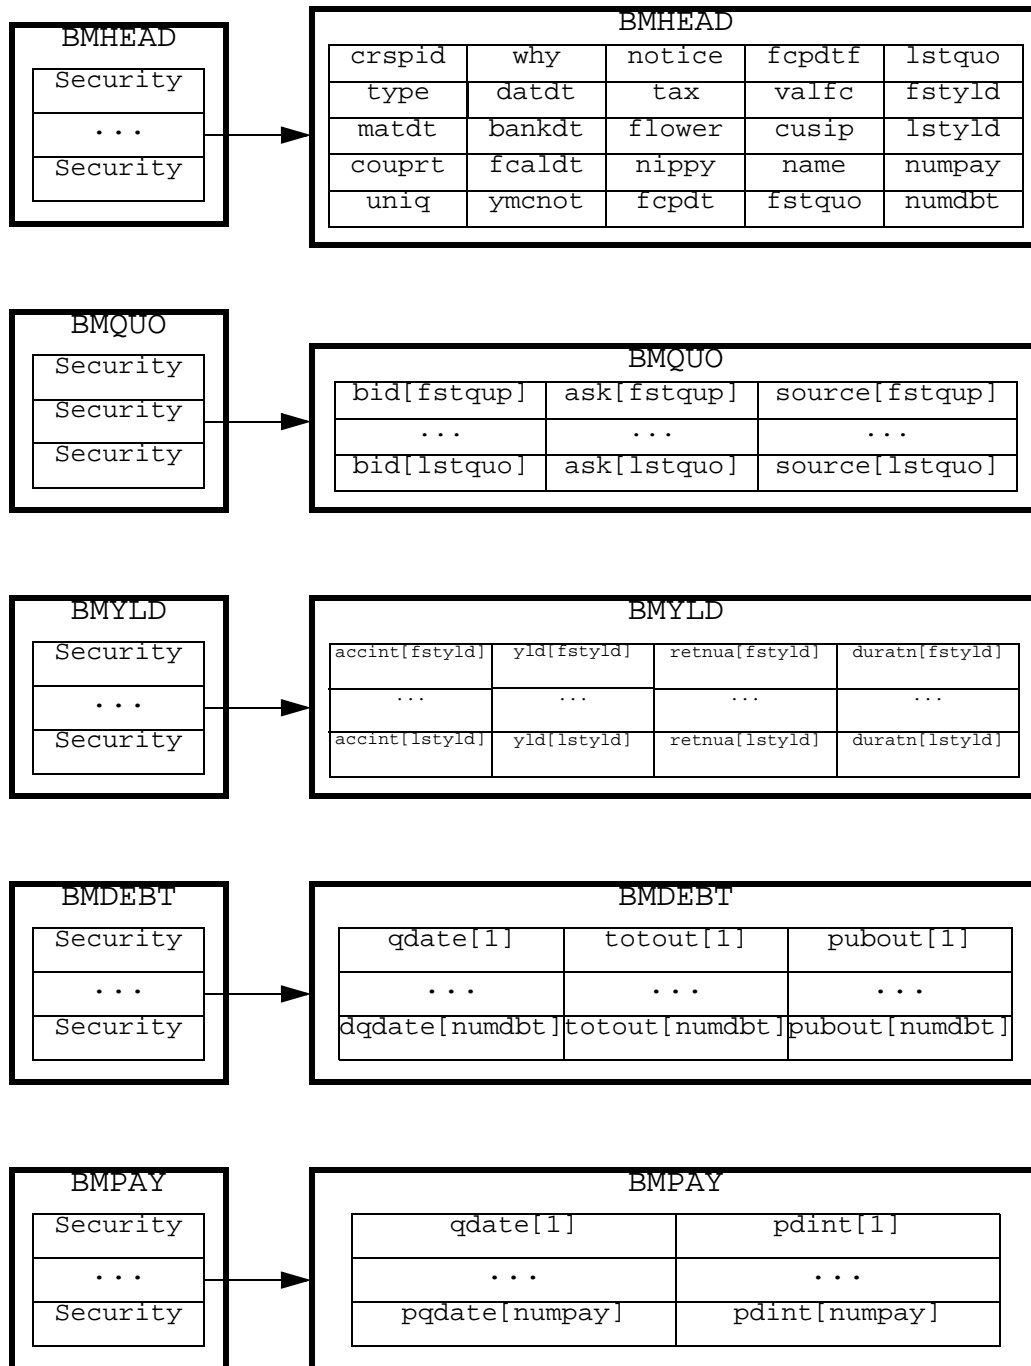 BMHEAD
Security
...
Security
BMHEAD
crspid why notice fcpdtf lstquo
type datdt tax valfc fstyld
matdt bankdt flower cusip lstyld
couprt fcaldt nippy name numpay
uniq ymcnot fcpdt fstquo numdbt
BMQUO
Security
Security
Security
BMQUO
bid[fstqup] ask[fstqup] source[fstqup]
... ... ...
bid[lstquo] ask[lstquo] source[lstquo]
BMYLD
Security
...
Security
BMYLD
accint[fstyld] yld[fstyld] retnua[fstyld] duratn[fstyld]
... ... ... ...
accint[lstyld] yld[lstyld] retnua[lstyld] duratn[lstyld]
BMDEBT
Security
...
Security
BMDEBT
qdate[1] totout[1] pubout[1]
... ... ...
dqdate[numdbt] totout[numdbt] pubout[numdbt]
BMPAY
Security
...
Security
BMPAY
qdate[1] pdint[1]
... ...
pqdate[numpay] pdint[numpay]